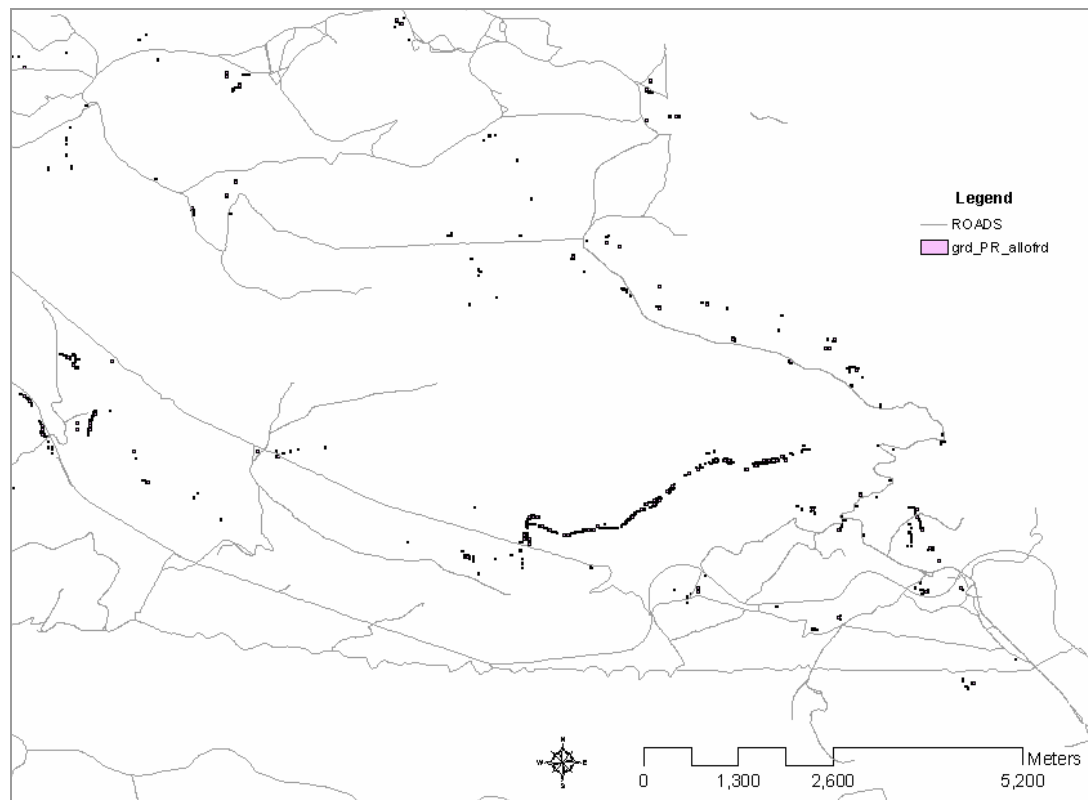 Legend
ROADS
grd_PR_allofrd
N
W E
S
Meters
0 1,300 2,600 5,200